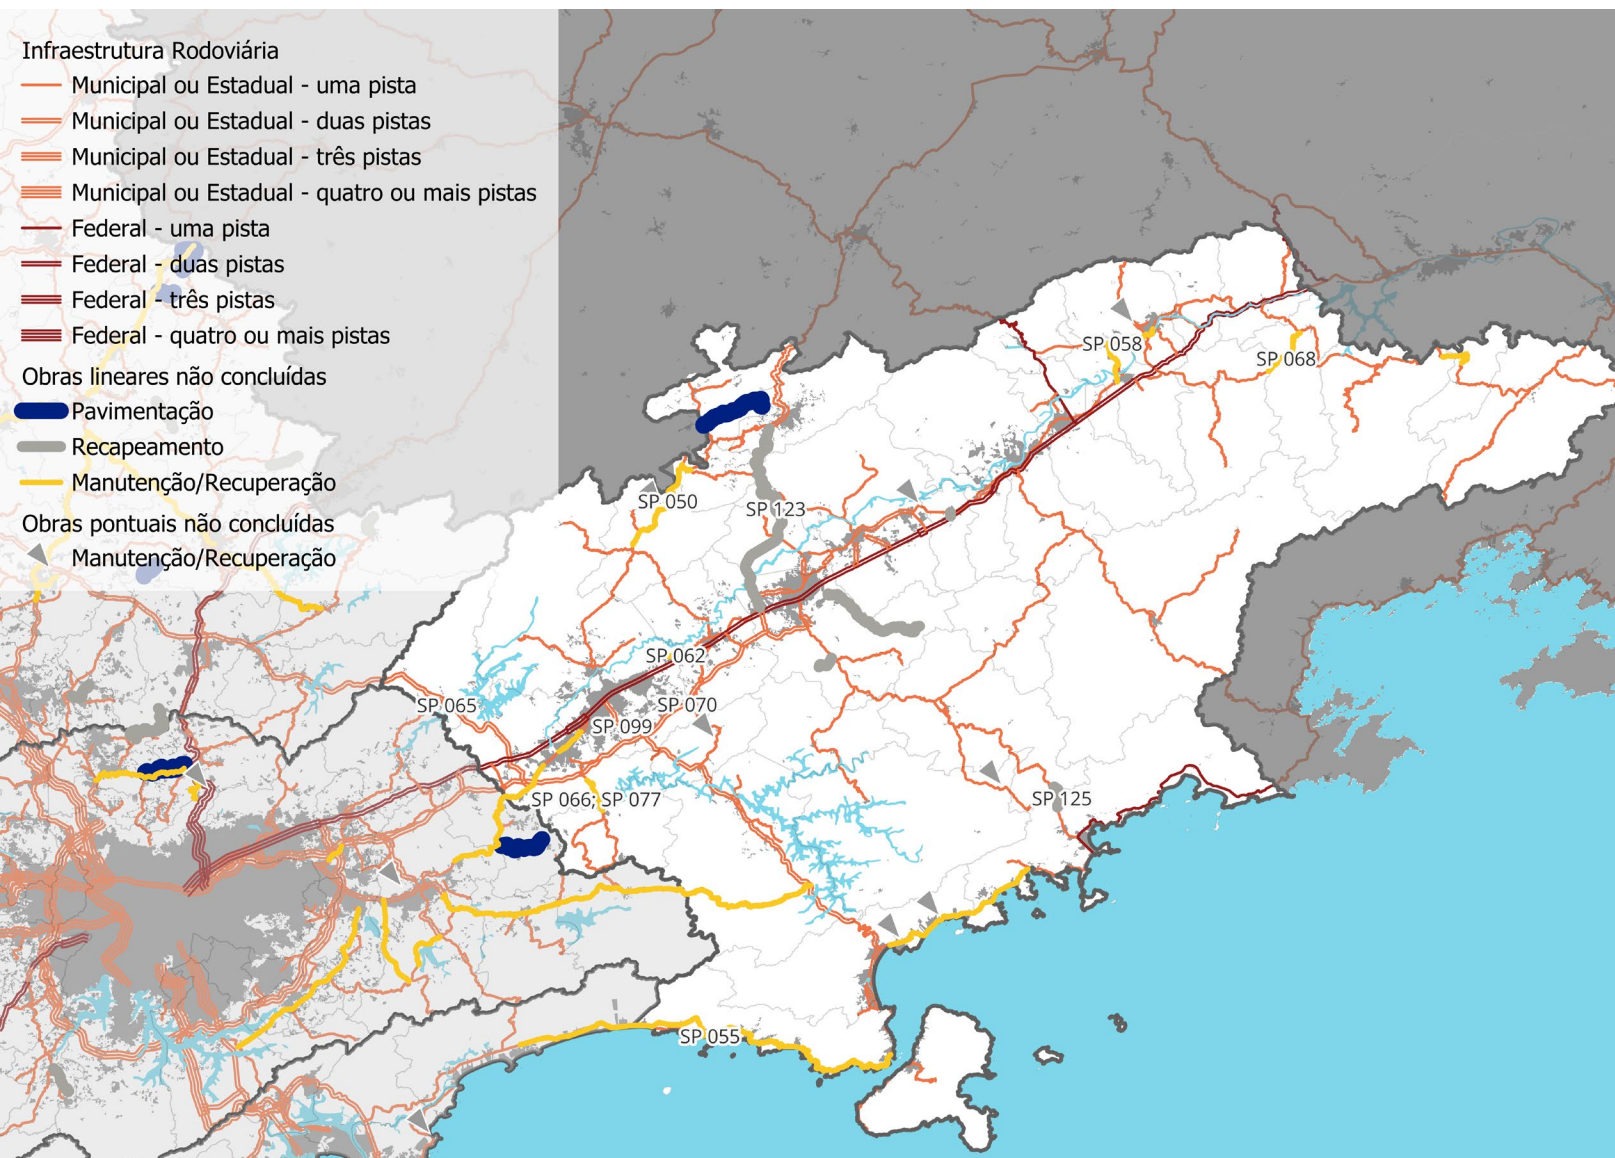 Infraestrutura Rodoviária
Municipal ou Estadual - uma pista
Municipal ou Estadual - duas pistas
Municipal ou Estadual - três pistas
Municipal ou Estadual - quatro ou mais pistas
Federal - uma pista
Federal - duas pistas
Federal - três pistas
Federal - quatro ou mais pistas
Obras lineares não concluídas
Pavimentação
Recapeamento
Manutenção/Recuperação
Obras pontuais não concluídas
Manutenção/Recuperação
SP 058
SP 068
SP 050
SP 123
SP 062
SP 065
SP 070
SP 099
SP 066; SP 077
SP 125
SP 055